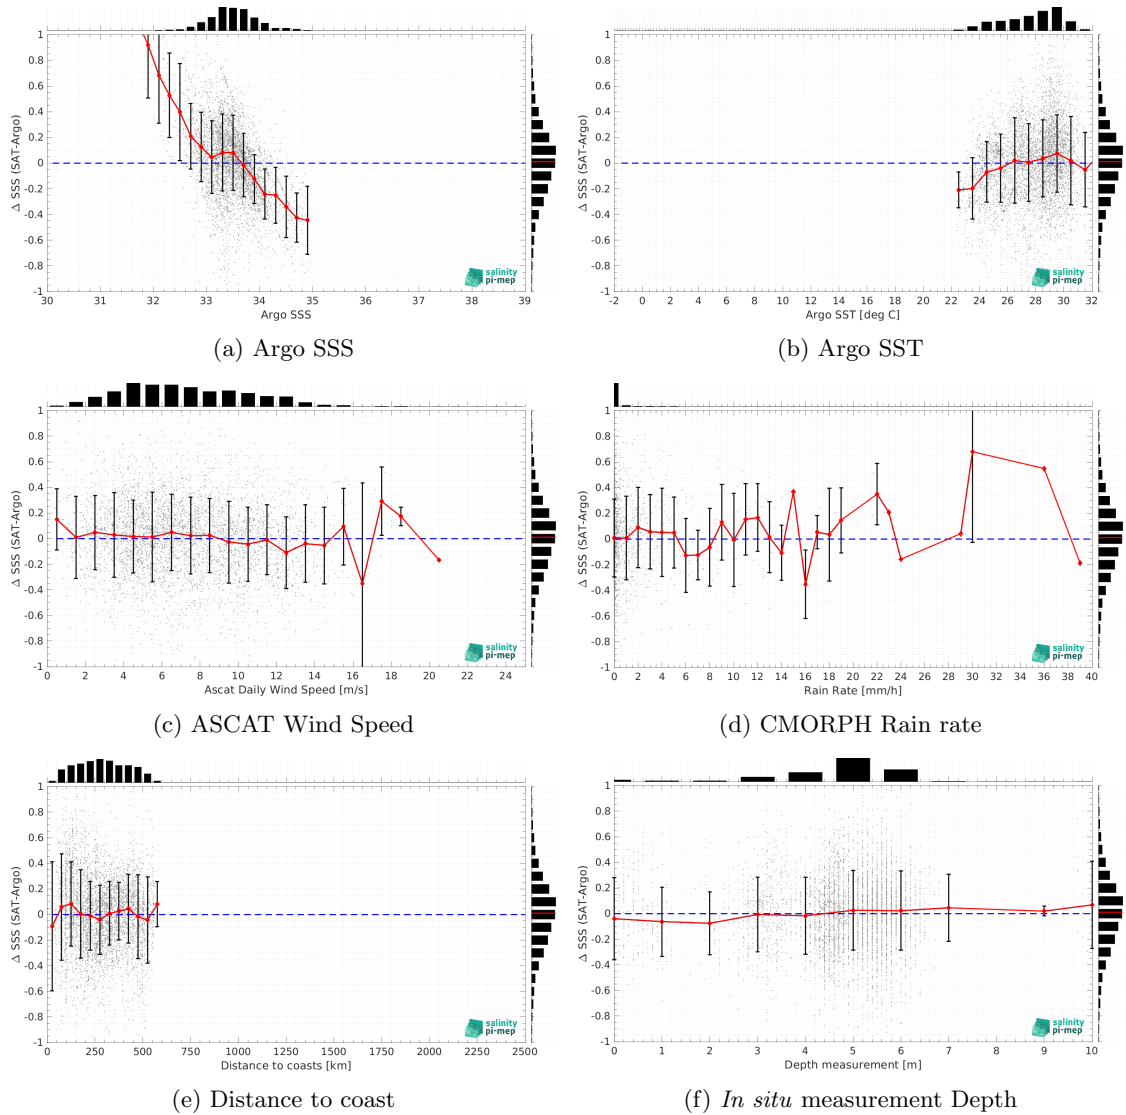 1
0.8
0.6
0.4
0.2
0
-0.2
-0.4
-0.6
-0.8
-1
Δ SSS (SAT-Argo)
30 31 32 33 34 35 36 37 38 39
Argo SSS
salinity
pi-mep
(a) Argo SSS
1
0.8
0.6
0.4
0.2
0
-0.2
-0.4
-0.6
-0.8
-1
Δ SSS (SAT-Argo)
-2 0 2 4 6 8 10 12 14 16 18 20 22 24 26 28 30 32
Argo SST [deg C]
salinity
pi-mep
(b) Argo SST
1
0.8
0.6
0.4
0.2
0
-0.2
-0.4
-0.6
-0.8
-1
Δ SSS (SAT-Argo)
0 2 4 6 8 10 12 14 16 18 20 22 24
Ascat Daily Wind Speed [m/s]
salinity
pi-mep
(c) ASCAT Wind Speed
1
0.8
0.6
0.4
0.2
0
-0.2
-0.4
-0.6
-0.8
-1
Δ SSS (SAT-Argo)
0 2 4 6 8 10 12 14 16 18 20 22 24 26 28 30 32 34 36 38 40
Rain Rate [mm/h]
salinity
pi-mep
(d) CMORPH Rain rate
1
0.8
0.6
0.4
0.2
0
-0.2
-0.4
-0.6
-0.8
-1
Δ SSS (SAT-Argo)
0 250 500 750 1000 1250 1500 1750 2000 2250 2500
Distance to coasts [km]
salinity
pi-mep
(e) Distance to coast
1
0.8
0.6
0.4
0.2
0
-0.2
-0.4
-0.6
-0.8
-1
Δ SSS (SAT-Argo)
0 1 2 3 4 5 6 7 8 9 10
Depth measurement [m]
salinity
pi-mep
(f) In situ measurement Depth